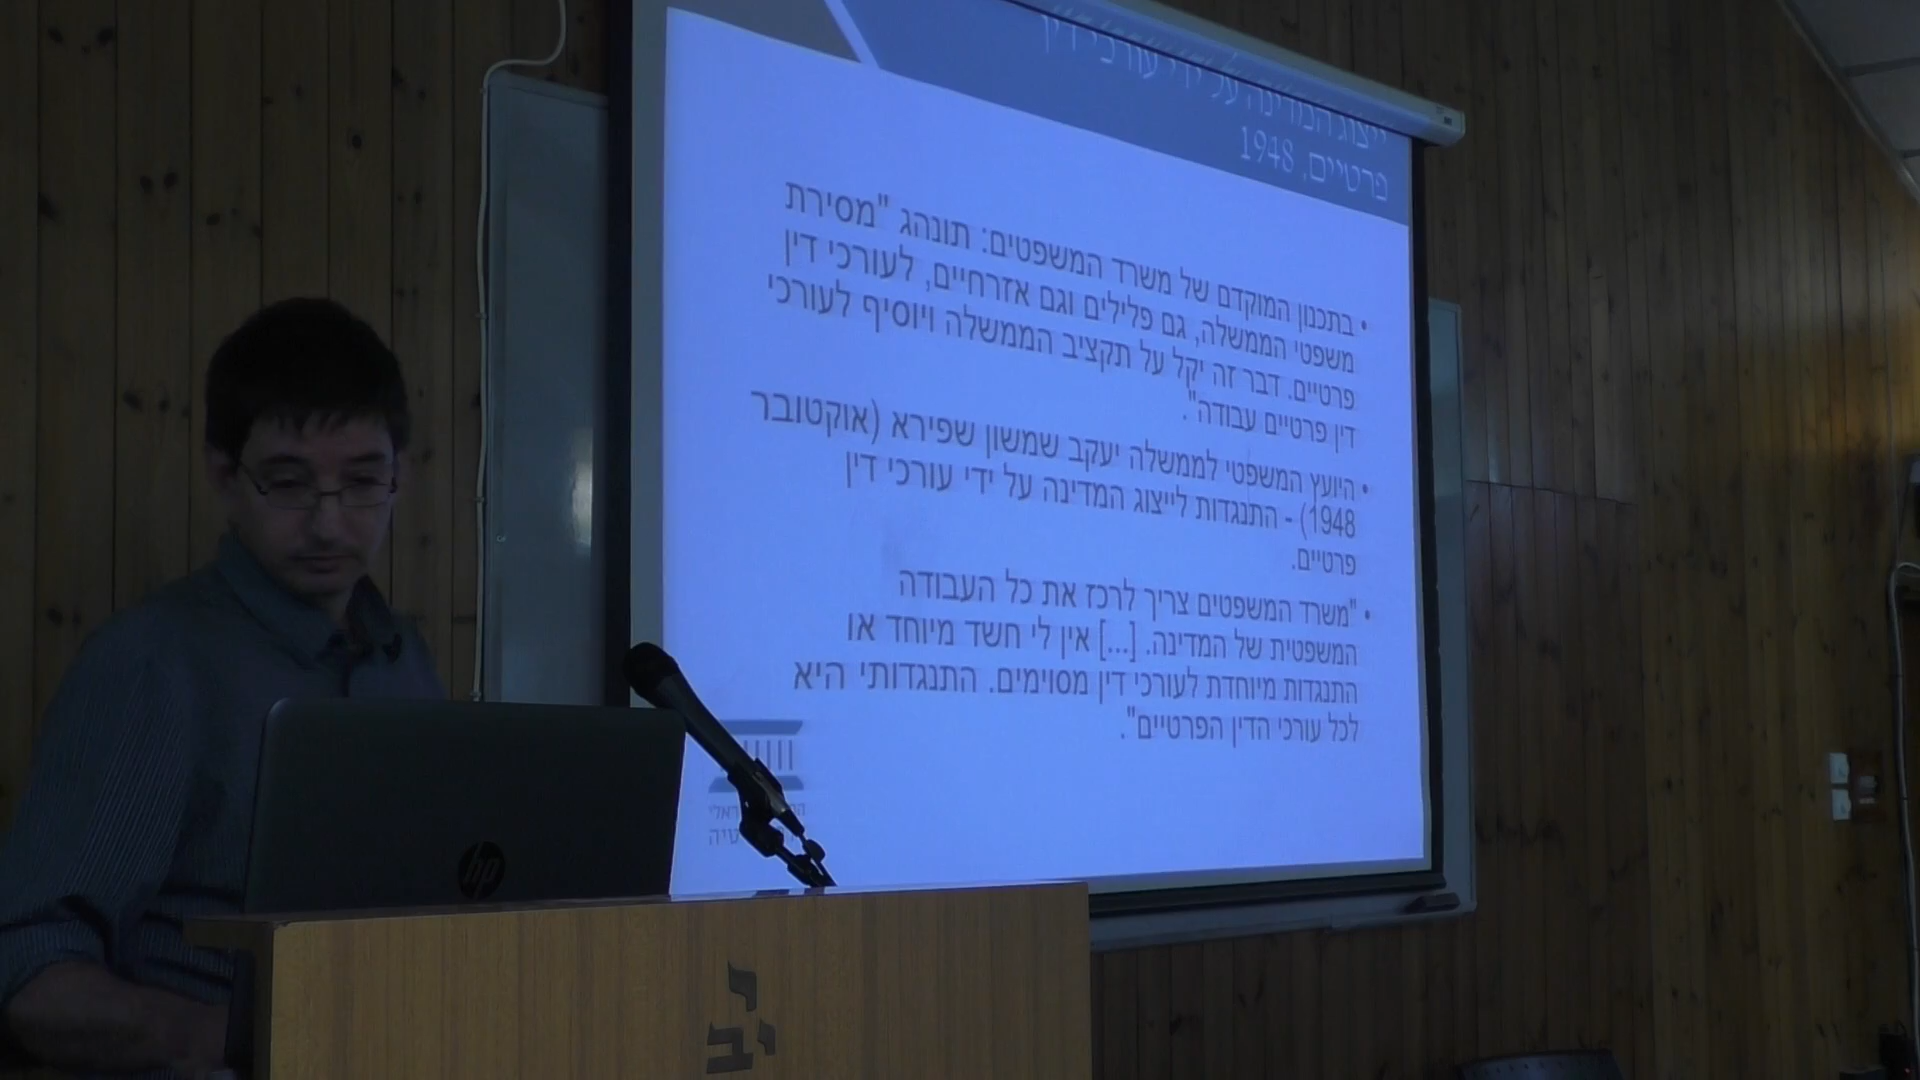 ייצוג המדינה על ידי עורכי דין
פרטיים, 1948
• בתכנון המוקדם של משרד המשפטים: תונהג "מסירת
משפטי הממשלה, גם פלילים וגם אזרחיים, לעורכי דין
פרטיים. דבר זה יקל על תקציב הממשלה ויוסיף לעורכי
דין פרטיים עבודה".
• היועץ המשפטי לממשלה יעקב שמשון שפירא (אוקטובר
1948) - התנגדות לייצוג המדינה על ידי עורכי דין
פרטיים.
• "משרד המשפטים צריך לרכז את כל העבודה
המשפטית של המדינה. [...] אין לי חשד מיוחד או
התנגדות מיוחדת לעורכי דין מסוימים. התנגדותי היא
לכל עורכי הדין הפרטיים".
hp